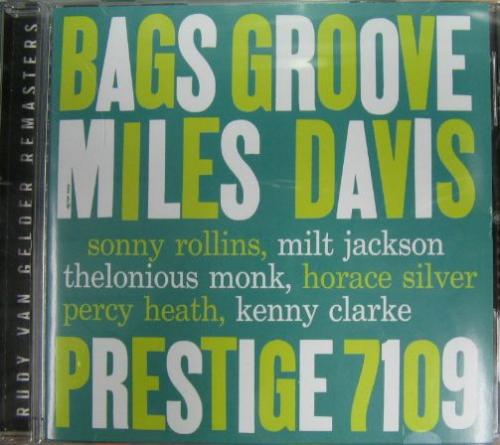 RUDY VAN GELDER REMASTERS
BAGS GROOVE
MILES DAVIS
sonny rollins, milt jackson
thelonious monk, horace silver
percy heath, kenny clarke
PRESTIGE 7109